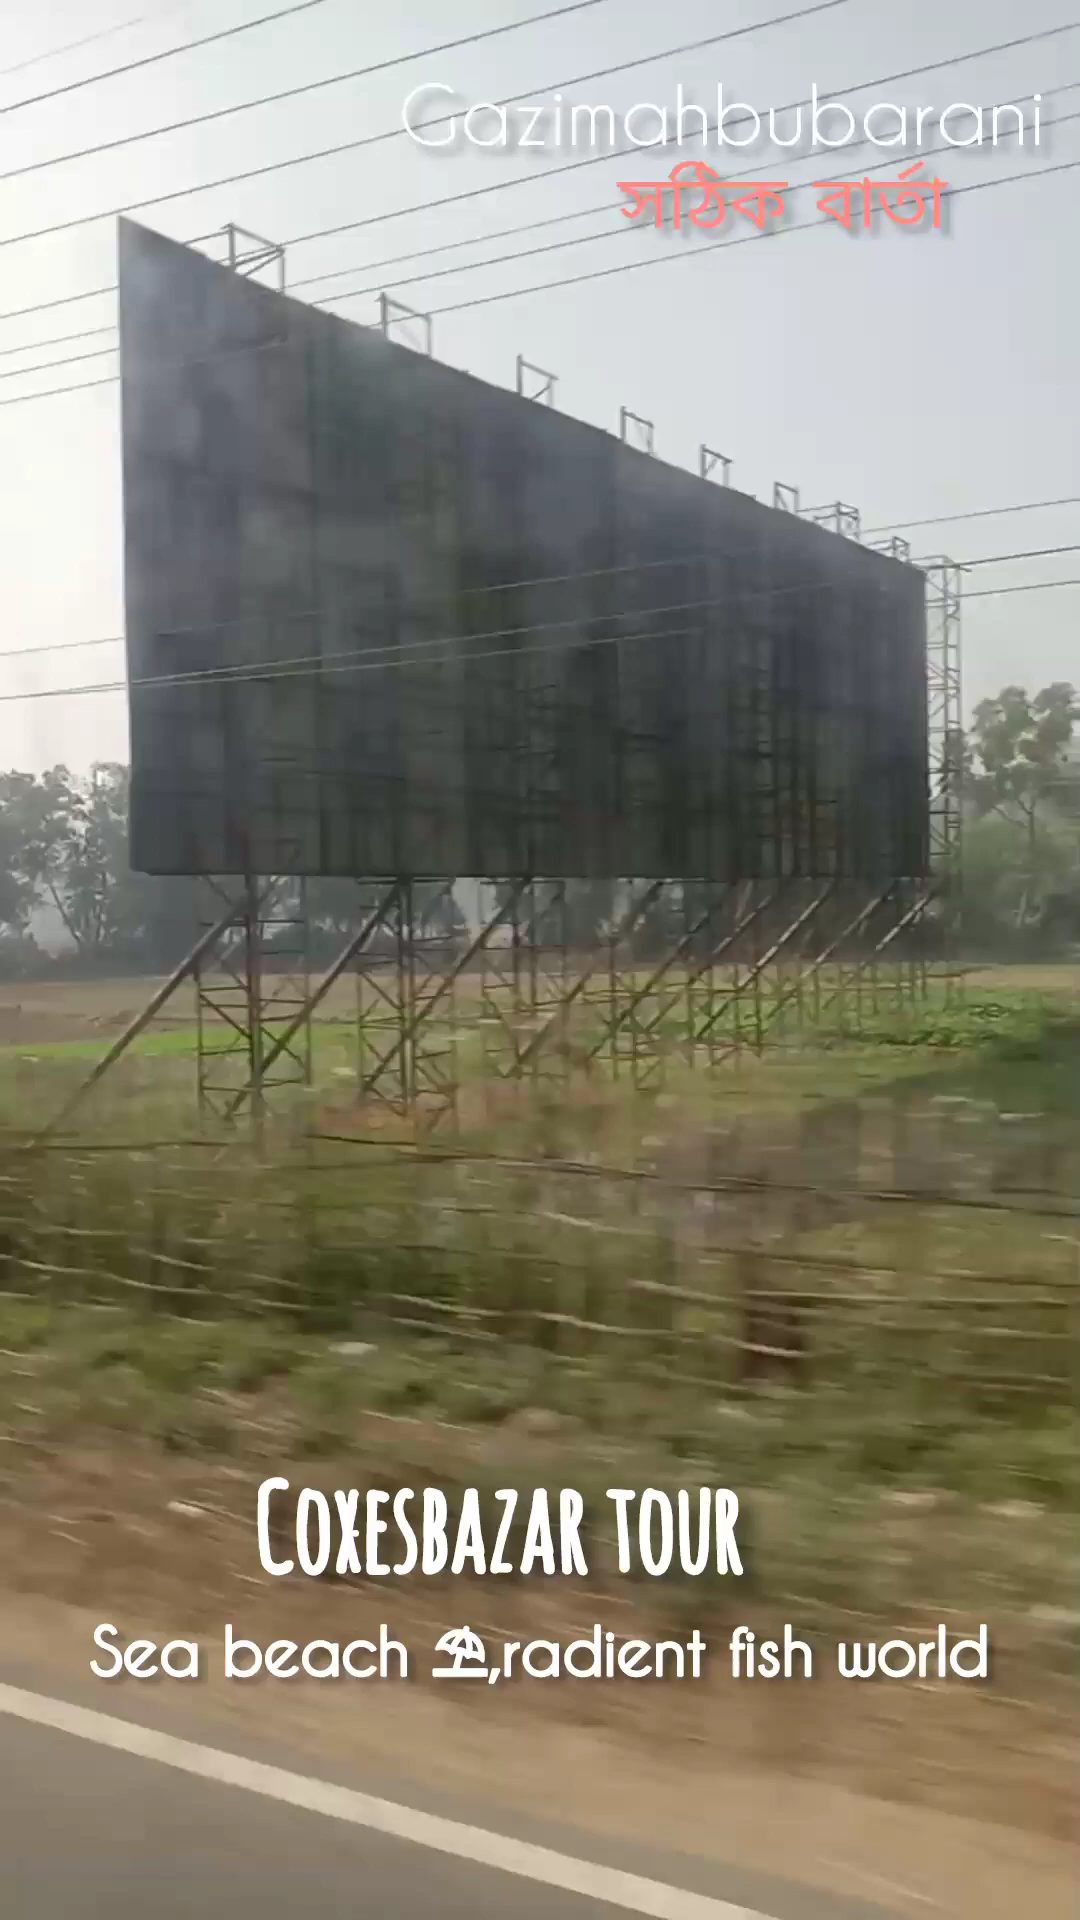 Gazimahbubarani
সঠিক বার্তা
Coxesbazar tour
Sea beach ⛱,radient fish world